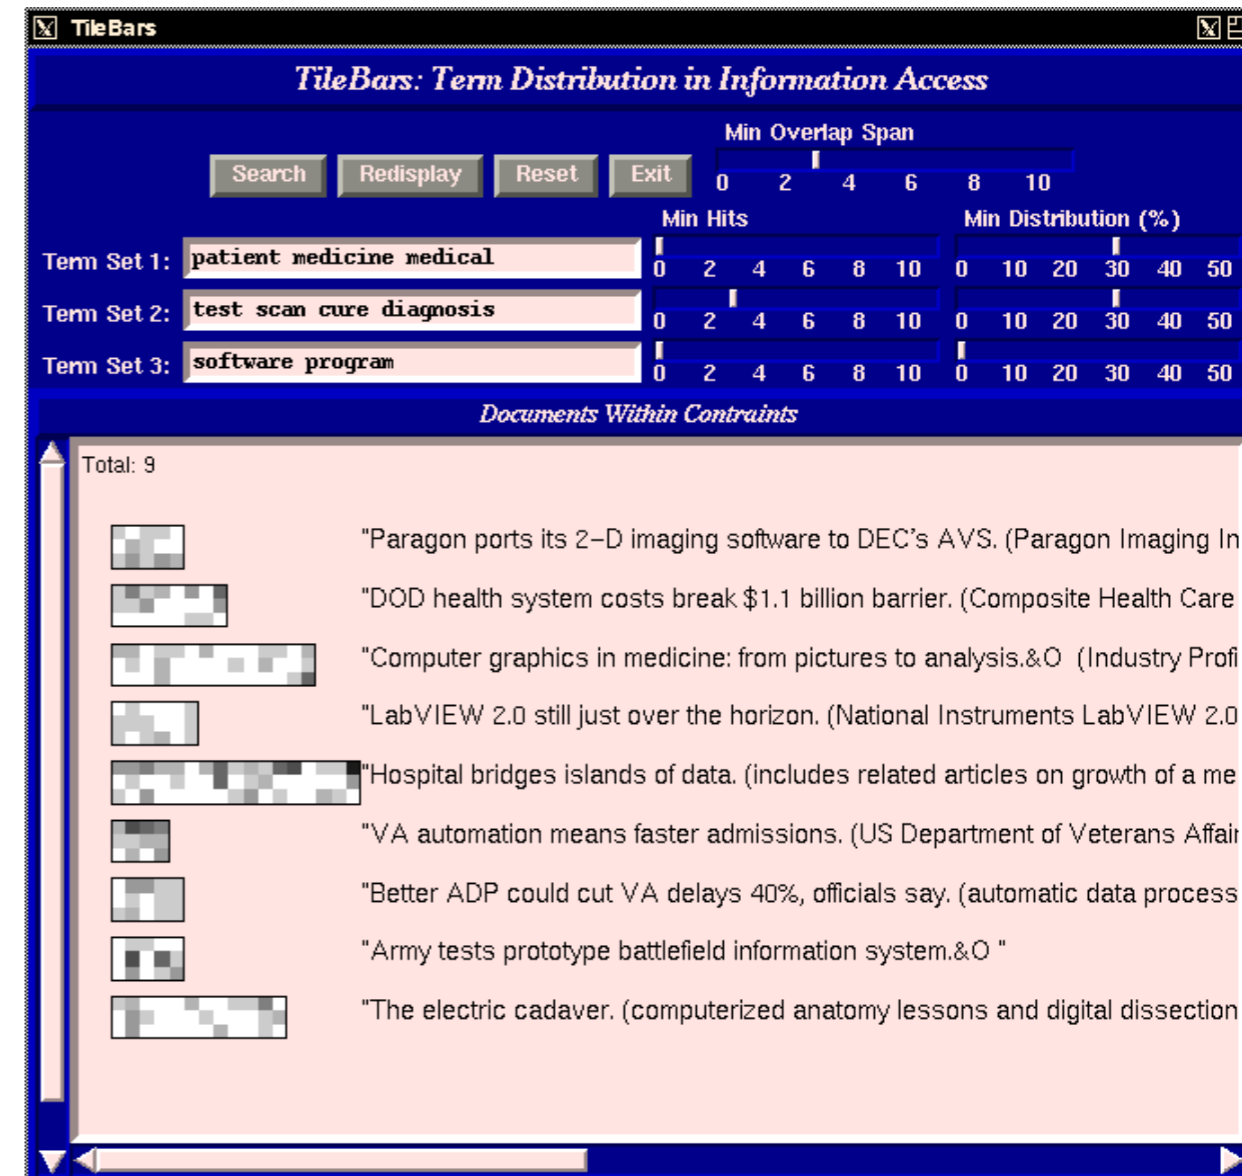 TileBars
TileBars: Term Distribution in Information Access
Min Overlap Span
Search Redisplay Reset Exit
0 2 4 6 8 10
Min Hits Min Distribution (%)
Term Set 1: patient medicine medical
0 2 4 6 8 10 0 10 20 30 40 50
Term Set 2: test scan cure diagnosis
0 2 4 6 8 10 0 10 20 30 40 50
Term Set 3: software program
0 2 4 6 8 10 0 10 20 30 40 50
Documents Within Contraints
Total: 9
"Paragon ports its 2-D imaging software to DEC's AVS. (Paragon Imaging In
"DOD health system costs break $1.1 billion barrier. (Composite Health Care
"Computer graphics in medicine: from pictures to analysis.&O (Industry Profi
"LabVIEW 2.0 still just over the horizon. (National Instruments LabVIEW 2.0
"Hospital bridges islands of data. (includes related articles on growth of a me
"VA automation means faster admissions. (US Department of Veterans Affair
"Better ADP could cut VA delays 40%, officials say. (automatic data process
"Army tests prototype battlefield information system.&O "
"The electric cadaver. (computerized anatomy lessons and digital dissection